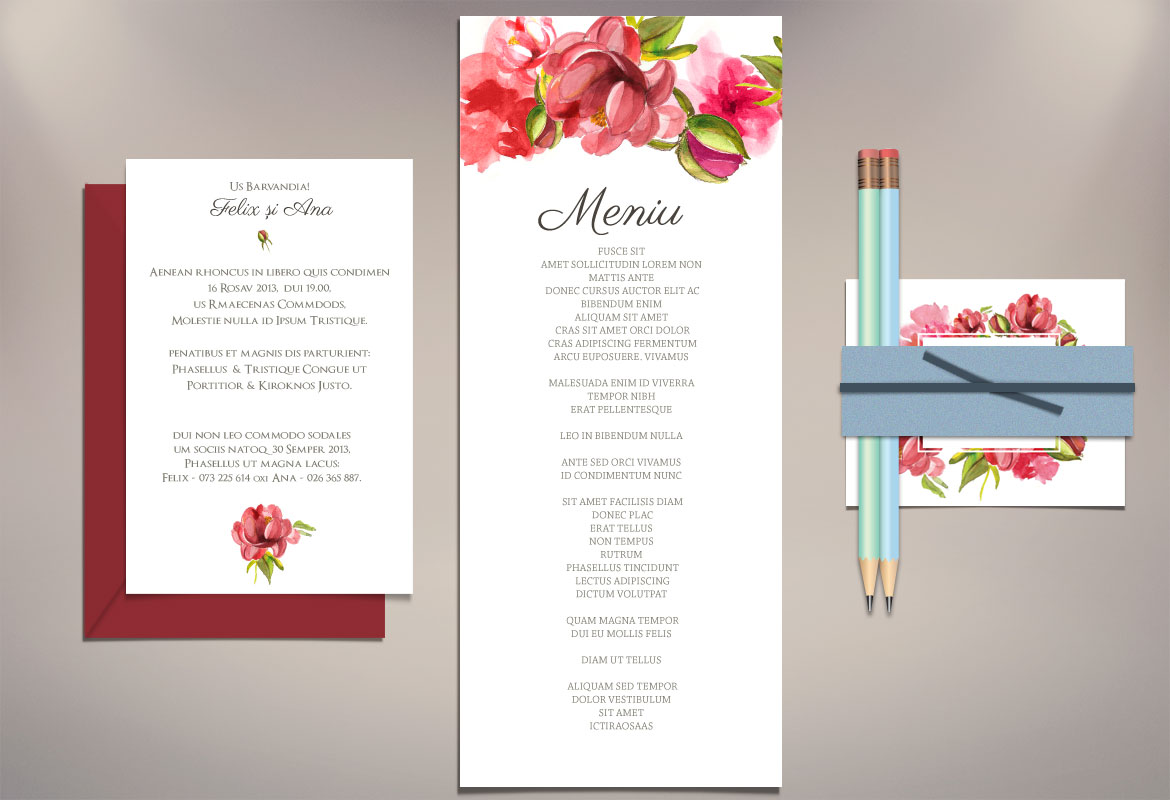 Us Barvandia!
Felix și Ana
Aenean rhoncus in libero quis condimen
16 Rosav 2013, dui 19.00,
us Rmaecenas Commdods,
Molestie nulla id Ipsum Tristique.
penatibus et magnis dis parturient:
Phasellus & Tristique Congue ut
Portitior & Kiroknos Justo.
dui non leo commodo sodales
um sociis natoq 30 Semper 2013,
Phasellus ut magna lacus:
Felix - 073 225 614 oxi Ana - 026 365 887.
Meniu
FUSCE SIT
AMET SOLLICITUDIN LOREM NON
MATTIS ANTE
DONEC CURSUS AUCTOR ELIT AC
BIBENDUM ENIM
ALIQUAM SIT AMET
CRAS SIT AMET ORCI DOLOR
CRAS ADIPISCING FERMENTUM
ARCU EUPOSUERE. VIVAMUS
MALESUADA ENIM ID VIVERRA
TEMPOR NIBH
ERAT PELLENTESQUE
LEO IN BIBENDUM NULLA
ANTE SED ORCI VIVAMUS
ID CONDIMENTUM NUNC
SIT AMET FACILISIS DIAM
DONEC PLAC
ERAT TELLUS
NON TEMPUS
RUTRUM
PHASELLUS TINCIDUNT
LECTUS ADIPISCING
DICTUM VOLUTPAT
QUAM MAGNA TEMPOR
DUI EU MOLLIS FELIS
DIAM UT TELLUS
ALIQUAM SED TEMPOR
DOLOR VESTIBULUM
SIT AMET
ICTIRAOSAAS